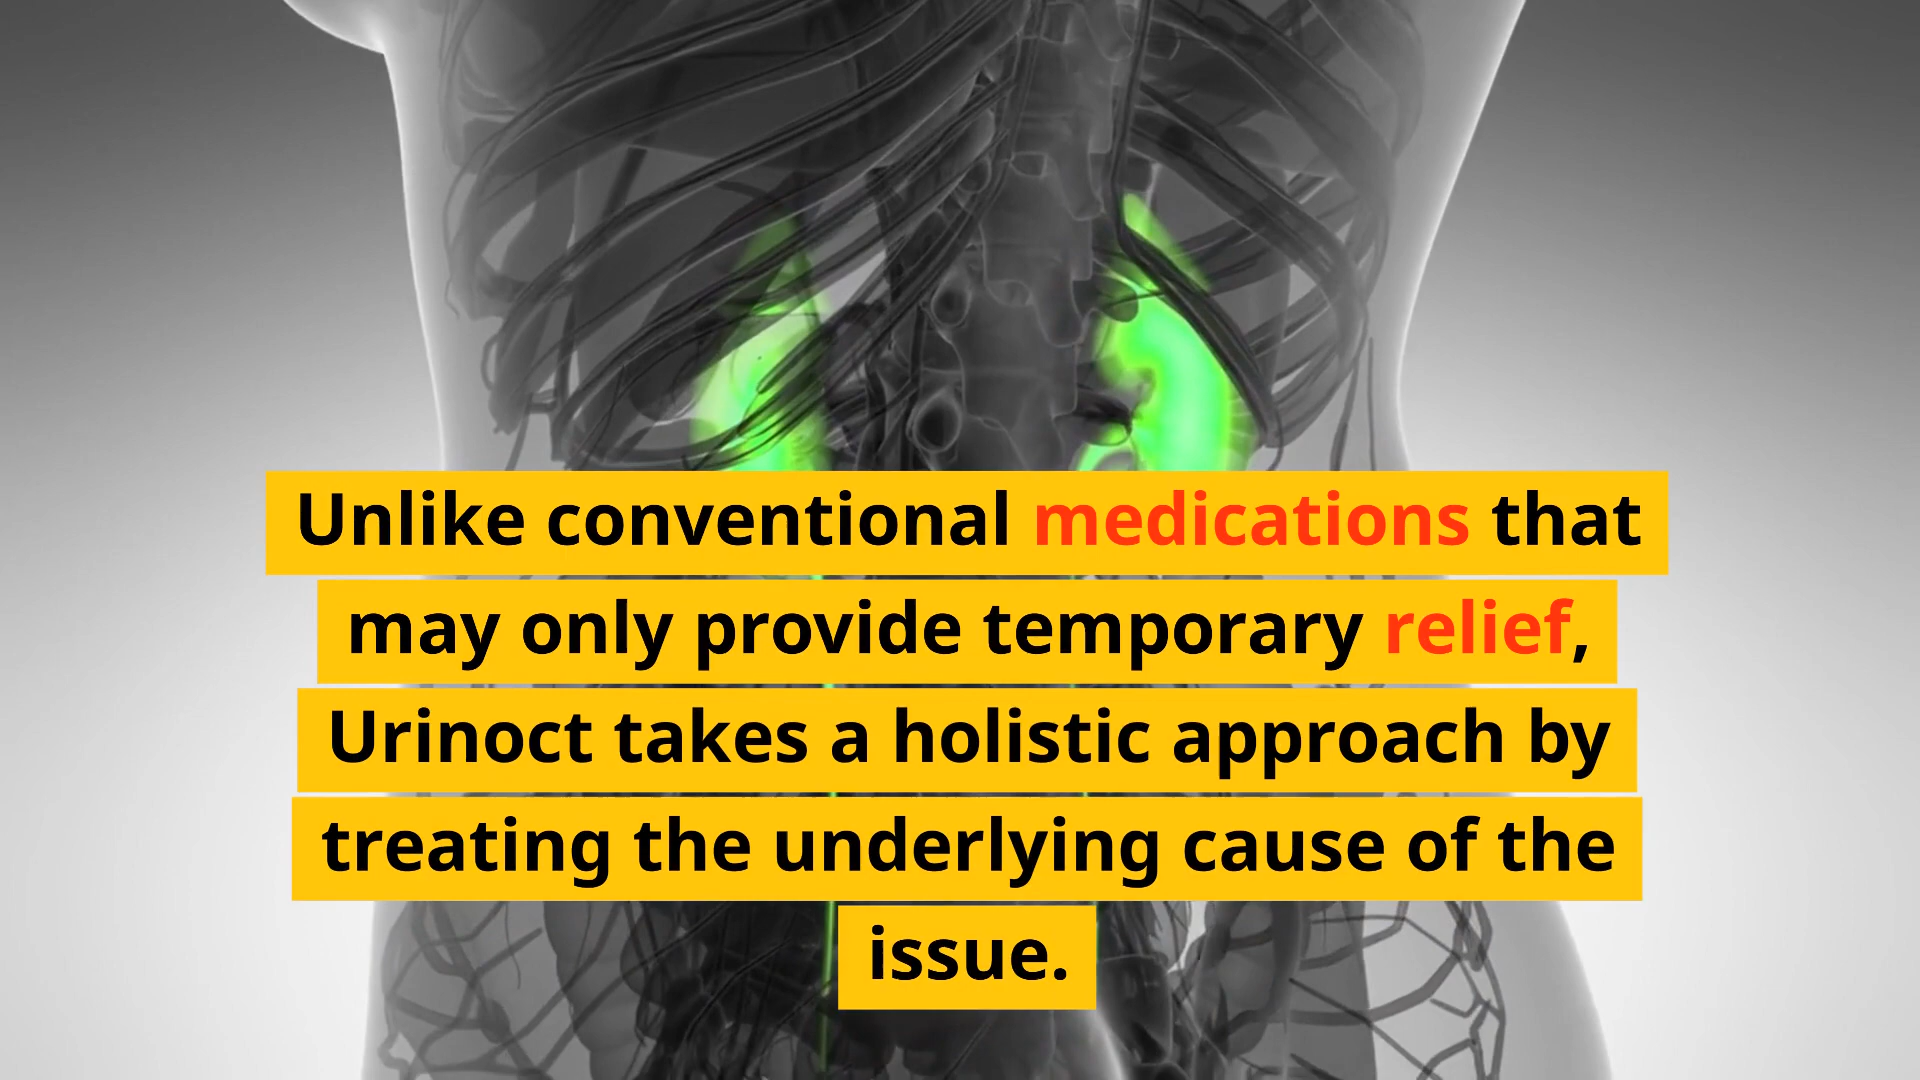 Unlike conventional medications that
may only provide temporary relief,
Urinoct takes a holistic approach by
treating the underlying cause of the
issue.